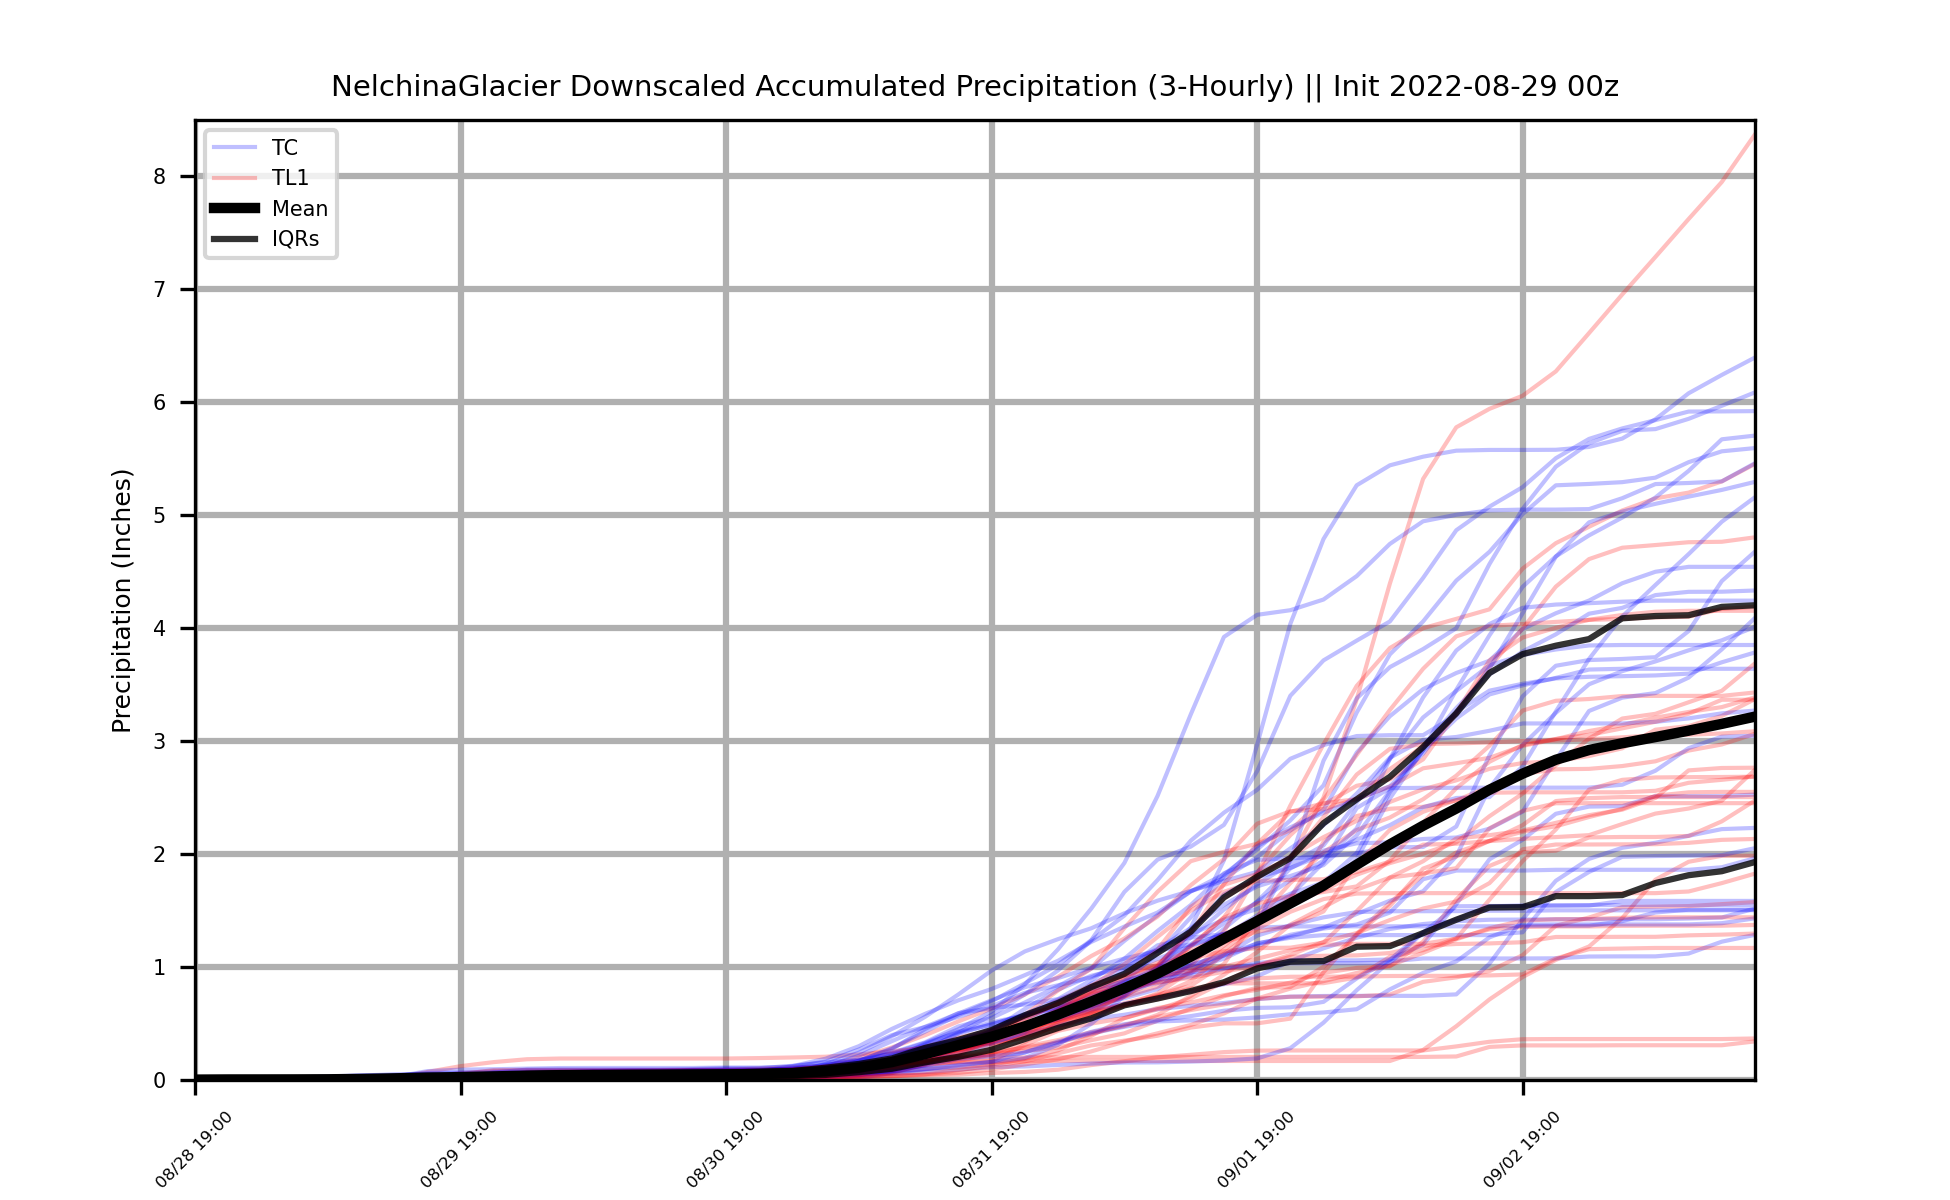 NelchinaGlacier Downscaled Accumulated Precipitation (3-Hourly) || Init 2022-08-29 00z
TC
TL1
Mean
IQRs
Precipitation (Inches)
8
7
6
5
4
3
2
1
0
08/28 19:00
08/29 19:00
08/30 19:00
08/31 19:00
09/01 19:00
09/02 19:00